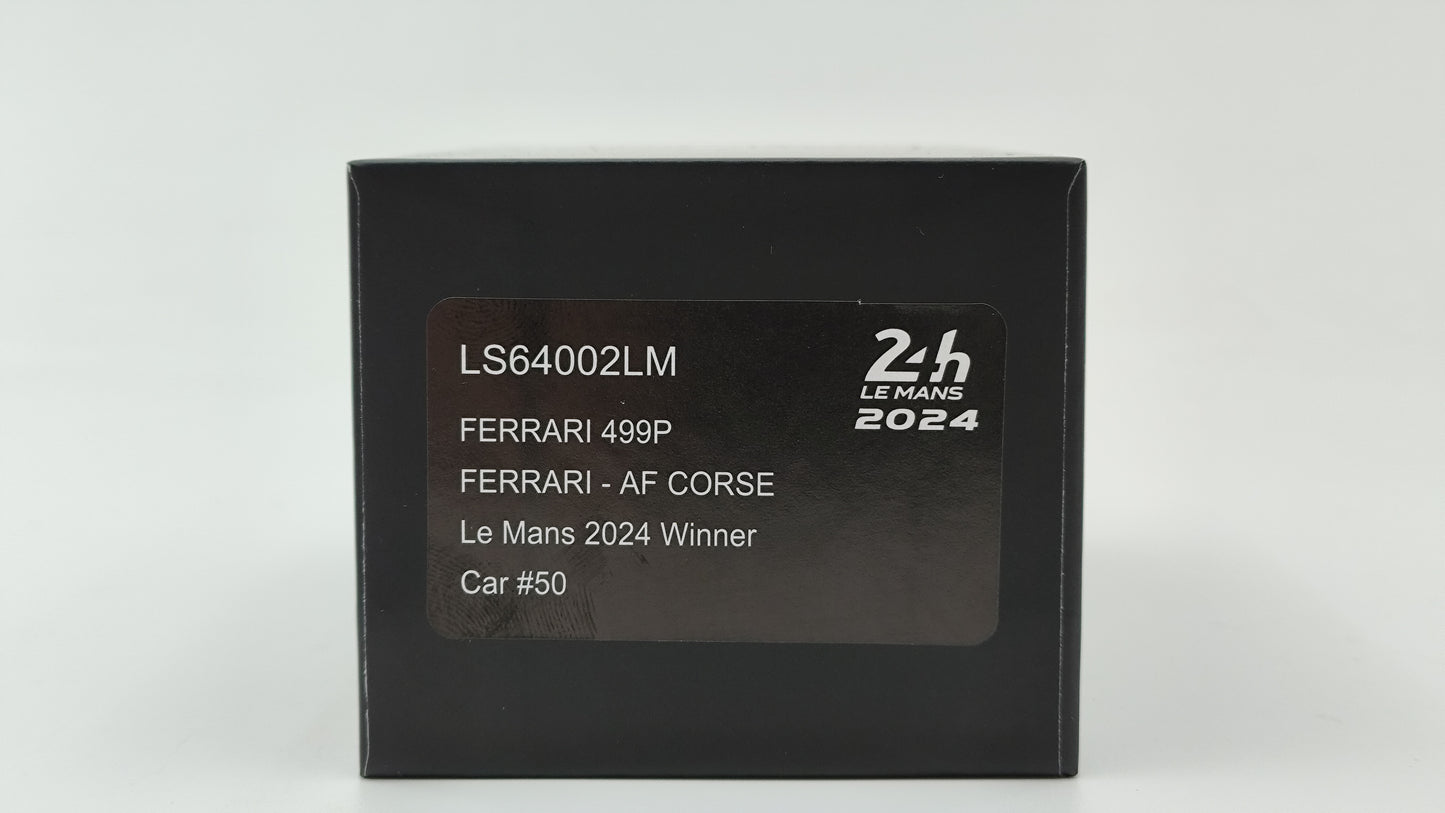 LS64002LM
FERRARI 499P
FERRARI - AF CORSE
Le Mans 2024 Winner
Car #50
24h
LE MANS
2024